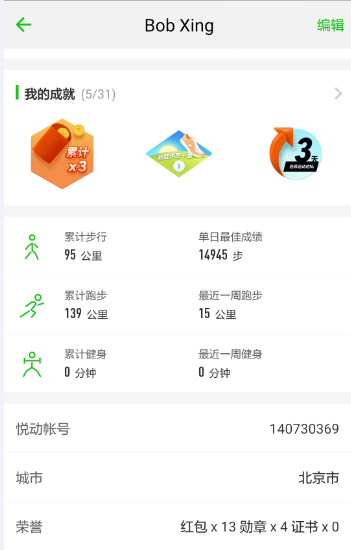 Bob Xing
编辑
我的成就 (5/31)
累计
x3
3天
累计步行
单日最佳成绩
95 公里
14945 步
累计跑步
最近一周跑步
139 公里
15 公里
累计健身
最近一周健身
0 分钟
0 分钟
悦动帐号
140730369
城市
北京市
荣誉
红包 x 13 勋章 x 4 证书 x 0